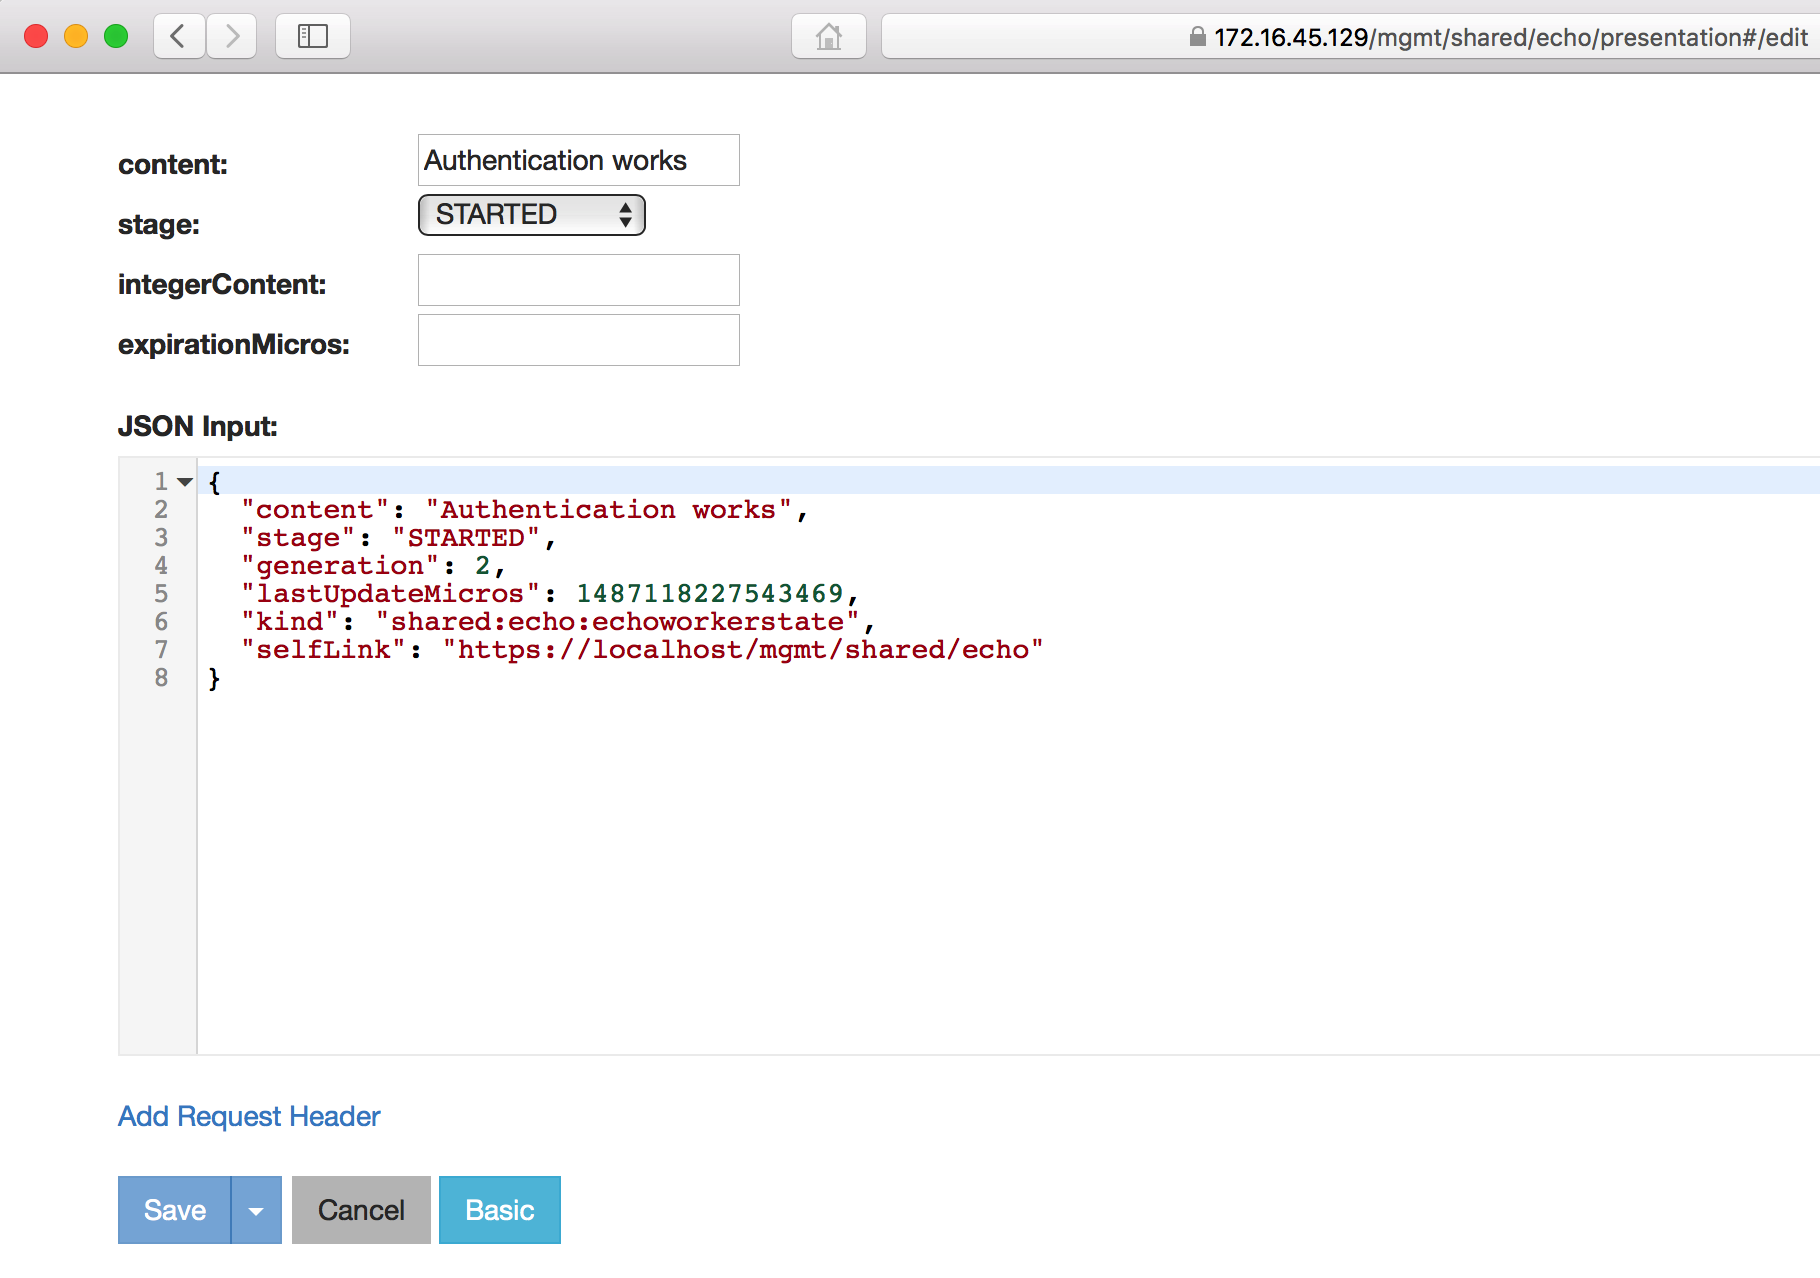 172.16.45.129/mgmt/shared/echo/presentation#/edit
content: Authentication works
stage: STARTED
integerContent:
expirationMicros:
JSON Input:
1 {
2 "content": "Authentication works",
3 "stage": "STARTED",
4 "generation": 2,
5 "lastUpdateMicros": 1487118227543469,
6 "kind": "shared:echo:echoworkerstate",
7 "selfLink": "https://localhost/mgmt/shared/echo"
8 }
Add Request Header
Save Cancel Basic